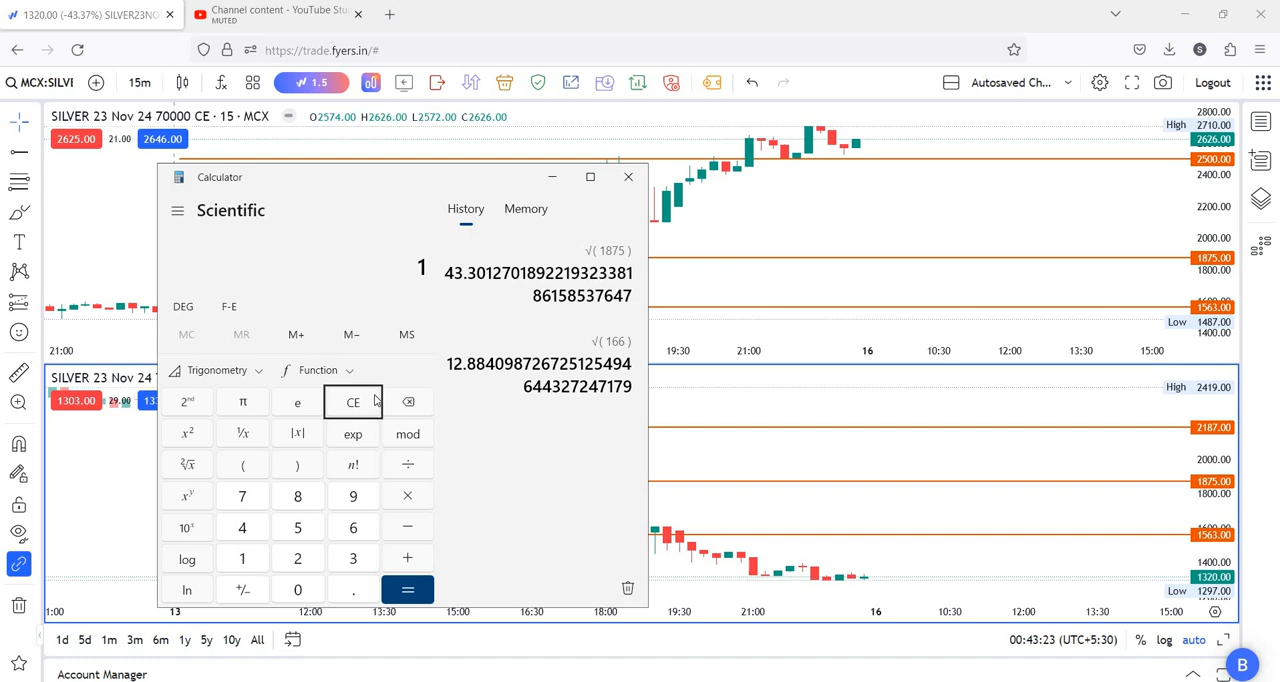 1320.00 (-43.37%) SILVER23NO
Channel content - YouTube Stu
MUTED
https://trade.fyers.in/#
MCX:SILVI
15m
1.5
Autosaved Ch...
Logout
SILVER 23 Nov 24 70000 CE · 15 · MCX
O2574.00 H2626.00 L2572.00 C2626.00
2625.00
21.00
2646.00
2800.00
High 2710.00
2626.00
2500.00
2400.00
2200.00
2000.00
1875.00
1800.00
1563.00
Low 1487.00
1400.00
21:00
19:30
21:00
16
10:30
12:00
13:30
15:00
Calculator
Scientific
History
Memory
1
√( 1875 )
43.3012701892219323381
86158537647
√( 166 )
12.884098726725125494
644327247179
DEG
F-E
MC
MR
M+
M−
MS
Trigonometry
Function
2nd
π
e
CE
x²
¹/x
|x|
exp
mod
²√x
(
)
n!
÷
xʸ
7
8
9
×
10ˣ
4
5
6
−
log
1
2
3
+
ln
+/−
0
.
=
SILVER 23 Nov 24
1303.00
29.00
High 2419.00
2187.00
2000.00
1875.00
1800.00
1563.00
1400.00
1320.00
Low 1297.00
1:00
13
12:00
13:30
15:00
16:30
18:00
19:30
21:00
16
10:30
12:00
13:30
15:00
1d
5d
1m
3m
6m
1y
5y
10y
All
00:43:23 (UTC+5:30)
%
log
auto
Account Manager
B